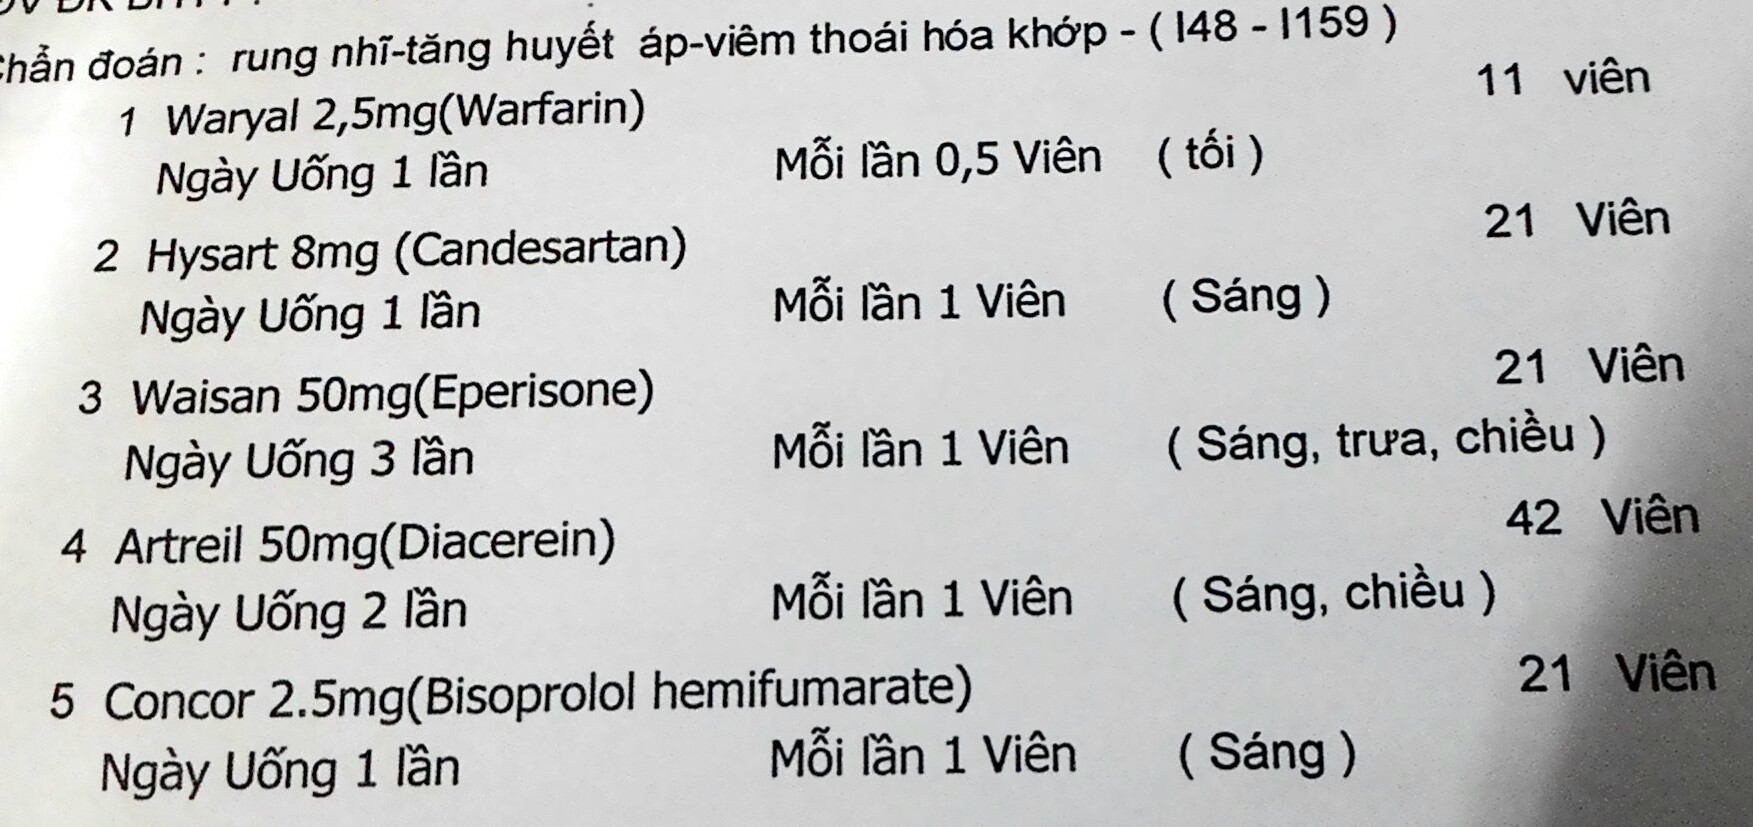 đoán : rung nhĩ-tăng huyết áp-viêm thoái hóa khớp - ( I48 - I159 )
1 Waryal 2,5mg(Warfarin) 11 viên
Ngày Uống 1 lần Mỗi lần 0,5 Viên ( tối )
2 Hysart 8mg (Candesartan) 21 Viên
Ngày Uống 1 lần Mỗi lần 1 Viên ( Sáng )
3 Waisan 50mg(Eperisone) 21 Viên
Ngày Uống 3 lần Mỗi lần 1 Viên ( Sáng, trưa, chiều )
4 Artreil 50mg(Diacerein) 42 Viên
Ngày Uống 2 lần Mỗi lần 1 Viên ( Sáng, chiều )
5 Concor 2.5mg(Bisoprolol hemifumarate) 21 Viên
Ngày Uống 1 lần Mỗi lần 1 Viên ( Sáng )